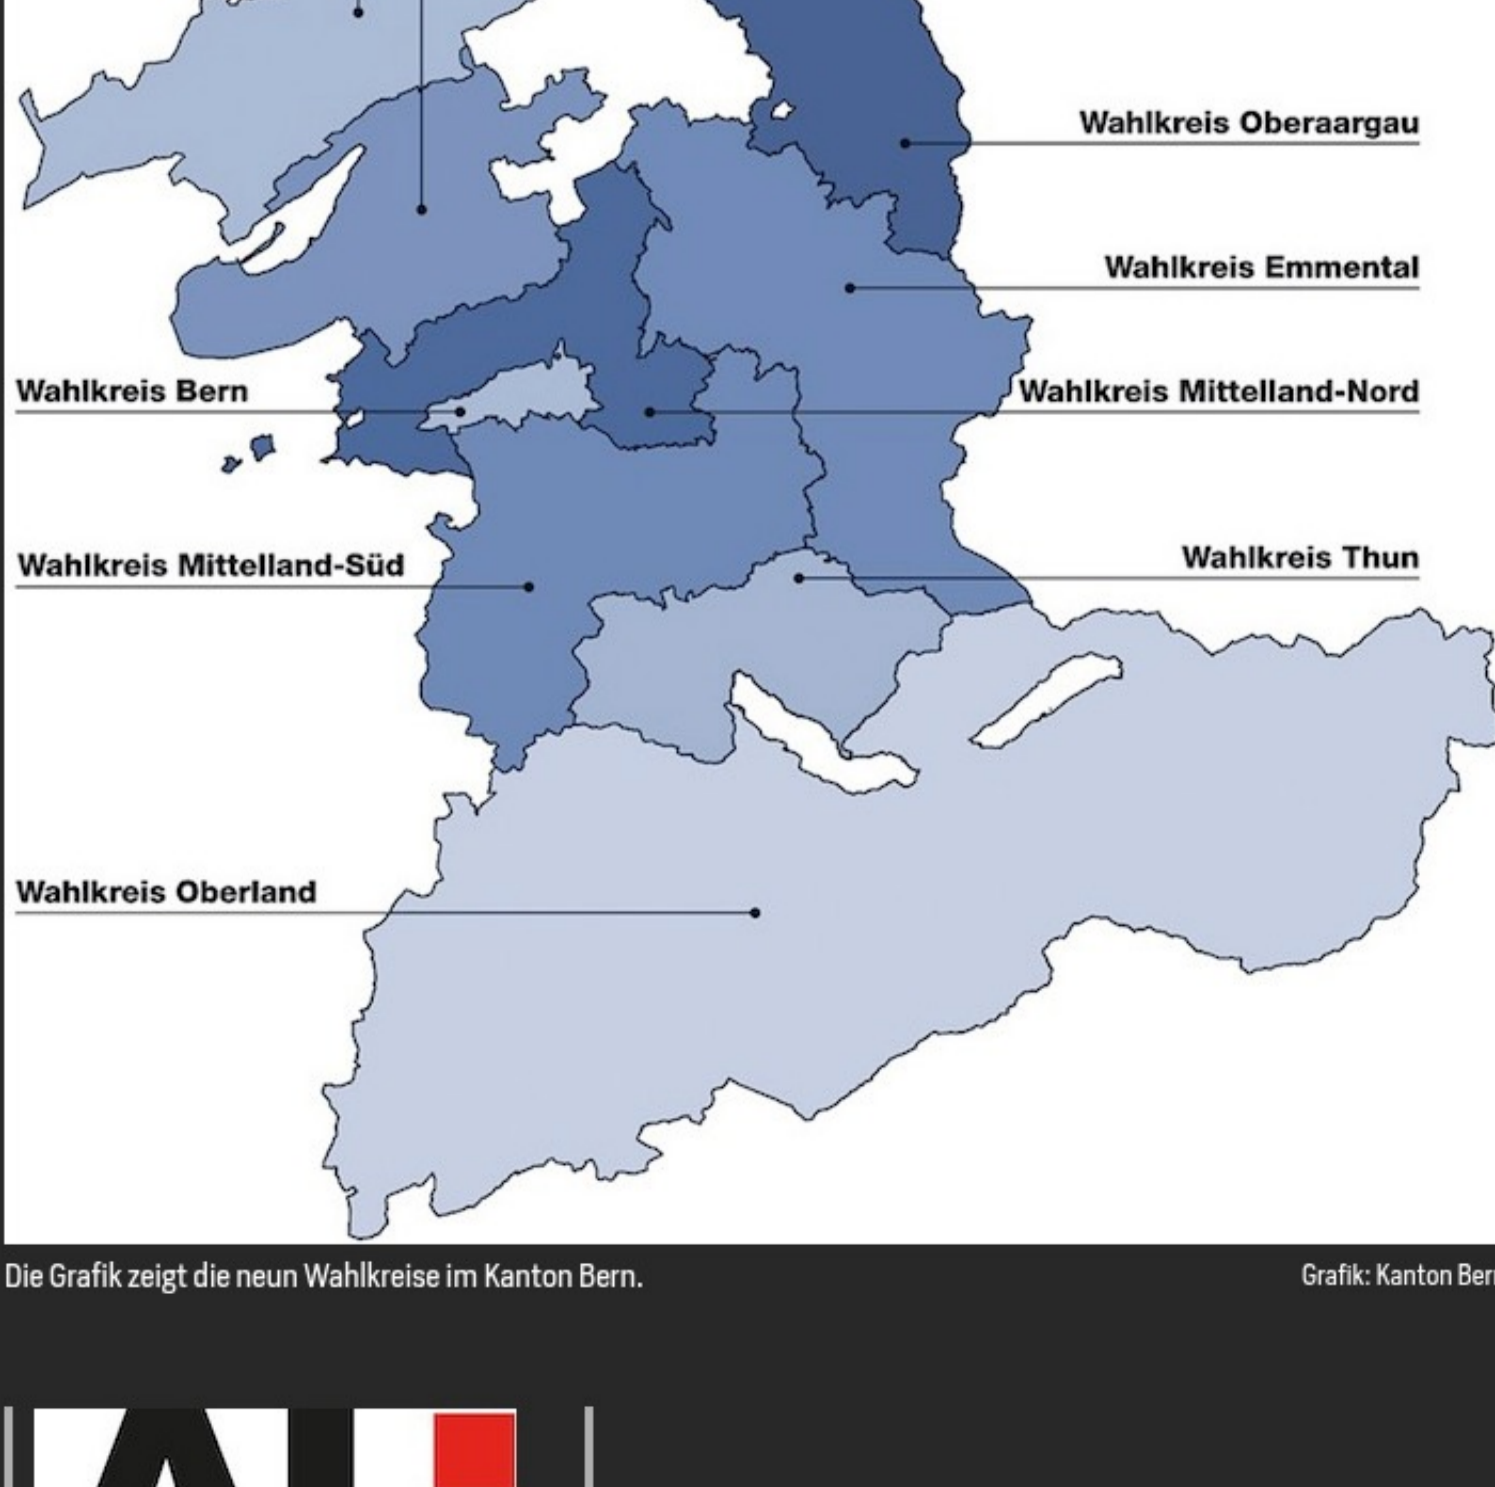 Wahlkreis Oberaargau
Wahlkreis Emmental
Wahlkreis Bern
Wahlkreis Mittelland-Nord
Wahlkreis Mittelland-Süd
Wahlkreis Thun
Wahlkreis Oberland
Die Grafik zeigt die neun Wahlkreise im Kanton Bern.
Grafik: Kanton Bern